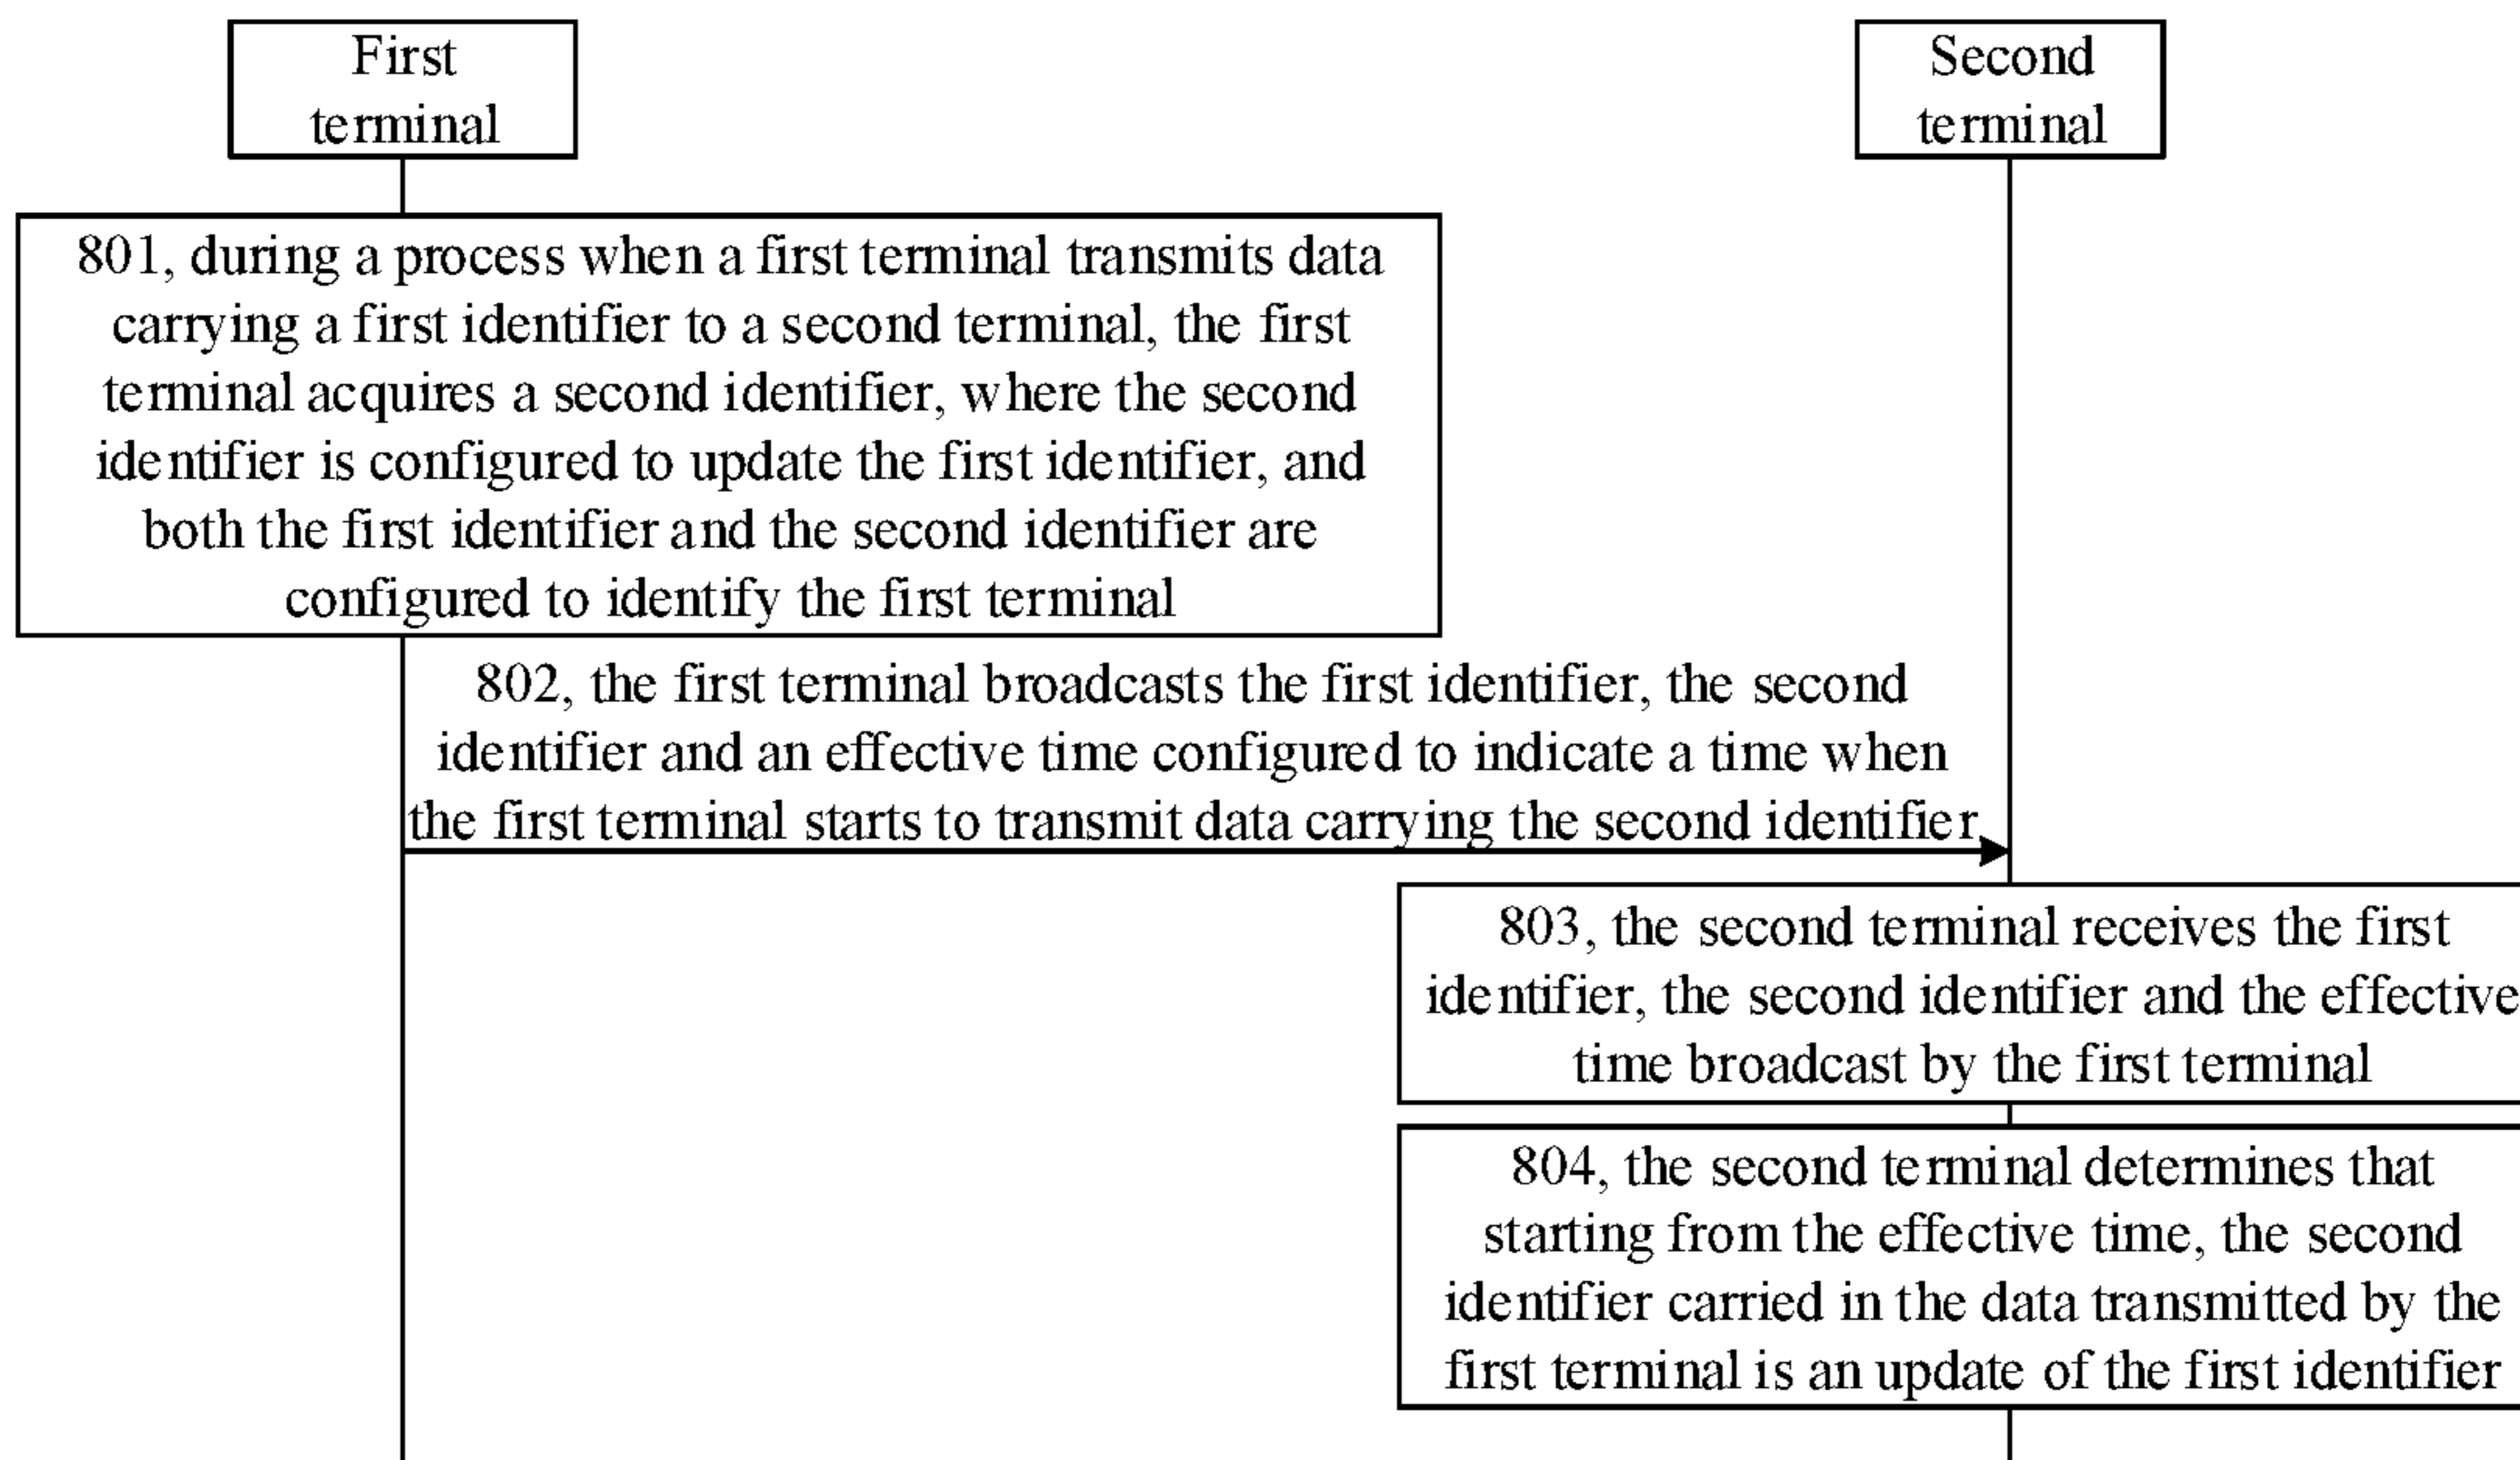 First
terminal
Second
terminal
801, during a process when a first terminal transmits data
carrying a first identifier to a second terminal, the first
terminal acquires a second identifier, where the second
identifier is configured to update the first identifier, and
both the first identifier and the second identifier are
configured to identify the first terminal
802, the first terminal broadcasts the first identifier, the second
identifier and an effective time configured to indicate a time when
the first terminal starts to transmit data carrying the second identifier
803, the second terminal receives the first
identifier, the second identifier and the effective
time broadcast by the first terminal
804, the second terminal determines that
starting from the effective time, the second
identifier carried in the data transmitted by the
first terminal is an update of the first identifier